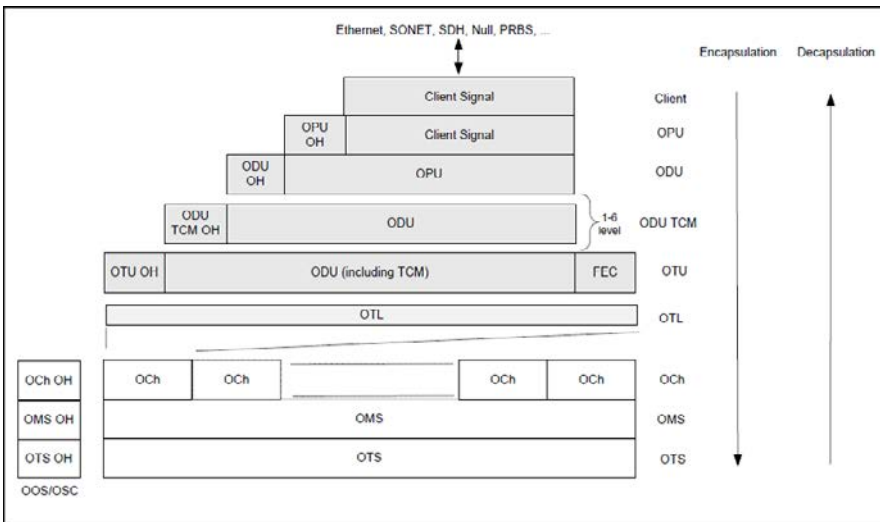 Ethernet, SONET, SDH, Null, PRBS, ...
Encapsulation Decapsulation
Client Signal Client
OPU OH Client Signal OPU
ODU OH OPU ODU
ODU TCM OH ODU 1-6 level ODU TCM
OTU OH ODU (including TCM) FEC OTU
OTL OTL
OCh OH OCh OCh OCh OCh OCh
OMS OH OMS OMS
OTS OH OTS OTS
OOS/OSC